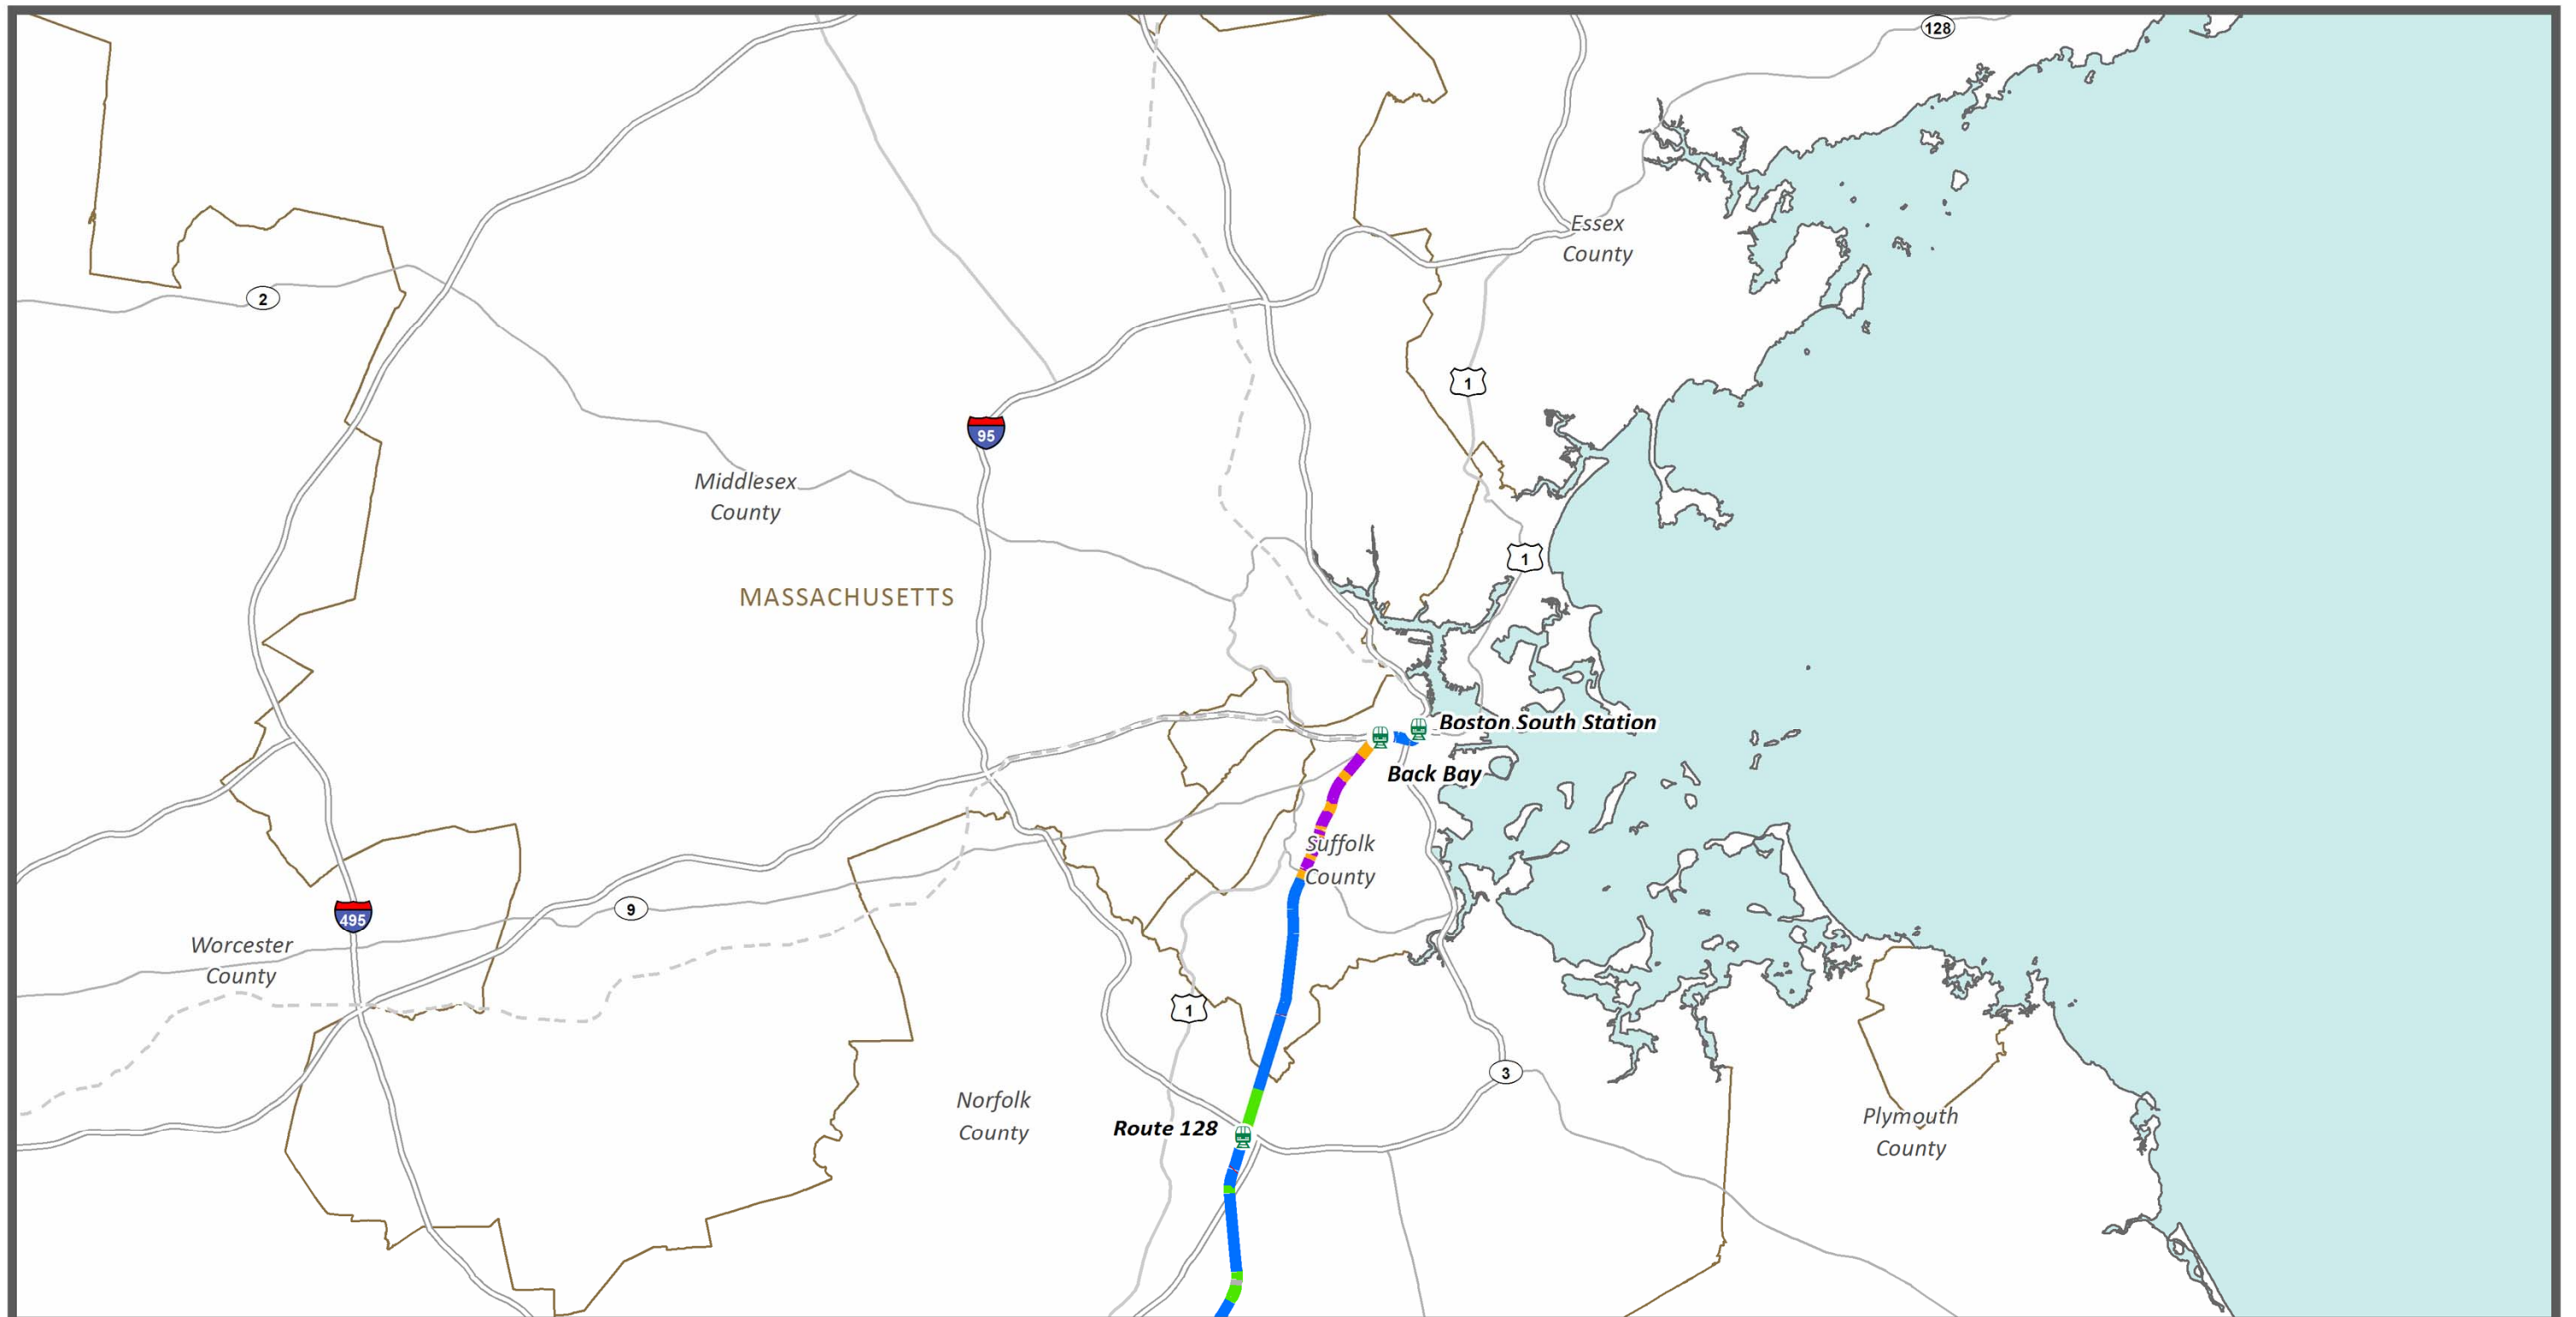 128
Essex
County
2
1
95
Middlesex
County
1
MASSACHUSETTS
Boston South Station
Back Bay
Suffolk
County
495
9
Worcester
County
1
3
Norfolk
County
Route 128
Plymouth
County